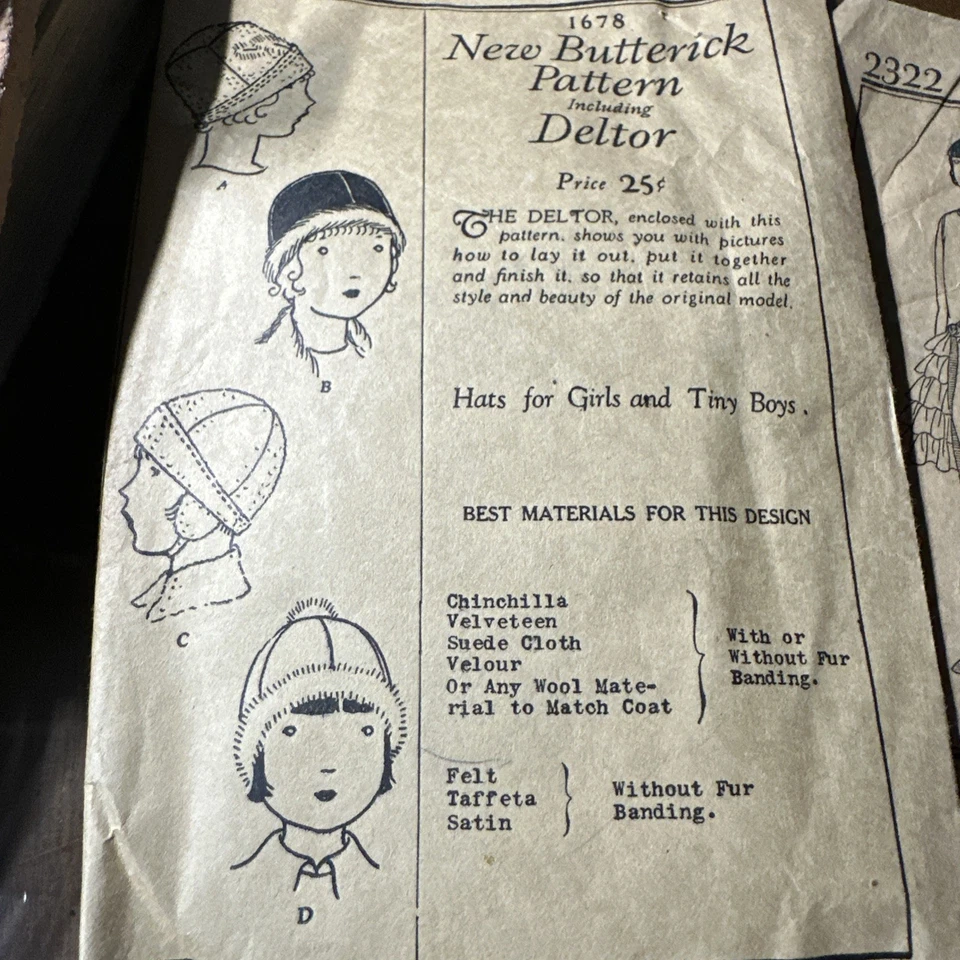 1678
New Butterick
Pattern
Including
Deltor
Price 25¢
THE DELTOR, enclosed with this
pattern, shows you with pictures
how to lay it out, put it together
and finish it, so that it retains all the
style and beauty of the original model.
Hats for Girls and Tiny Boys.
BEST MATERIALS FOR THIS DESIGN
Chinchilla
Velveteen
Suede Cloth
Velour
Or Any Wool Mate-
rial to Match Coat
With or
Without Fur
Banding.
Felt
Taffeta
Satin
Without Fur
Banding.
A
B
C
D
2322